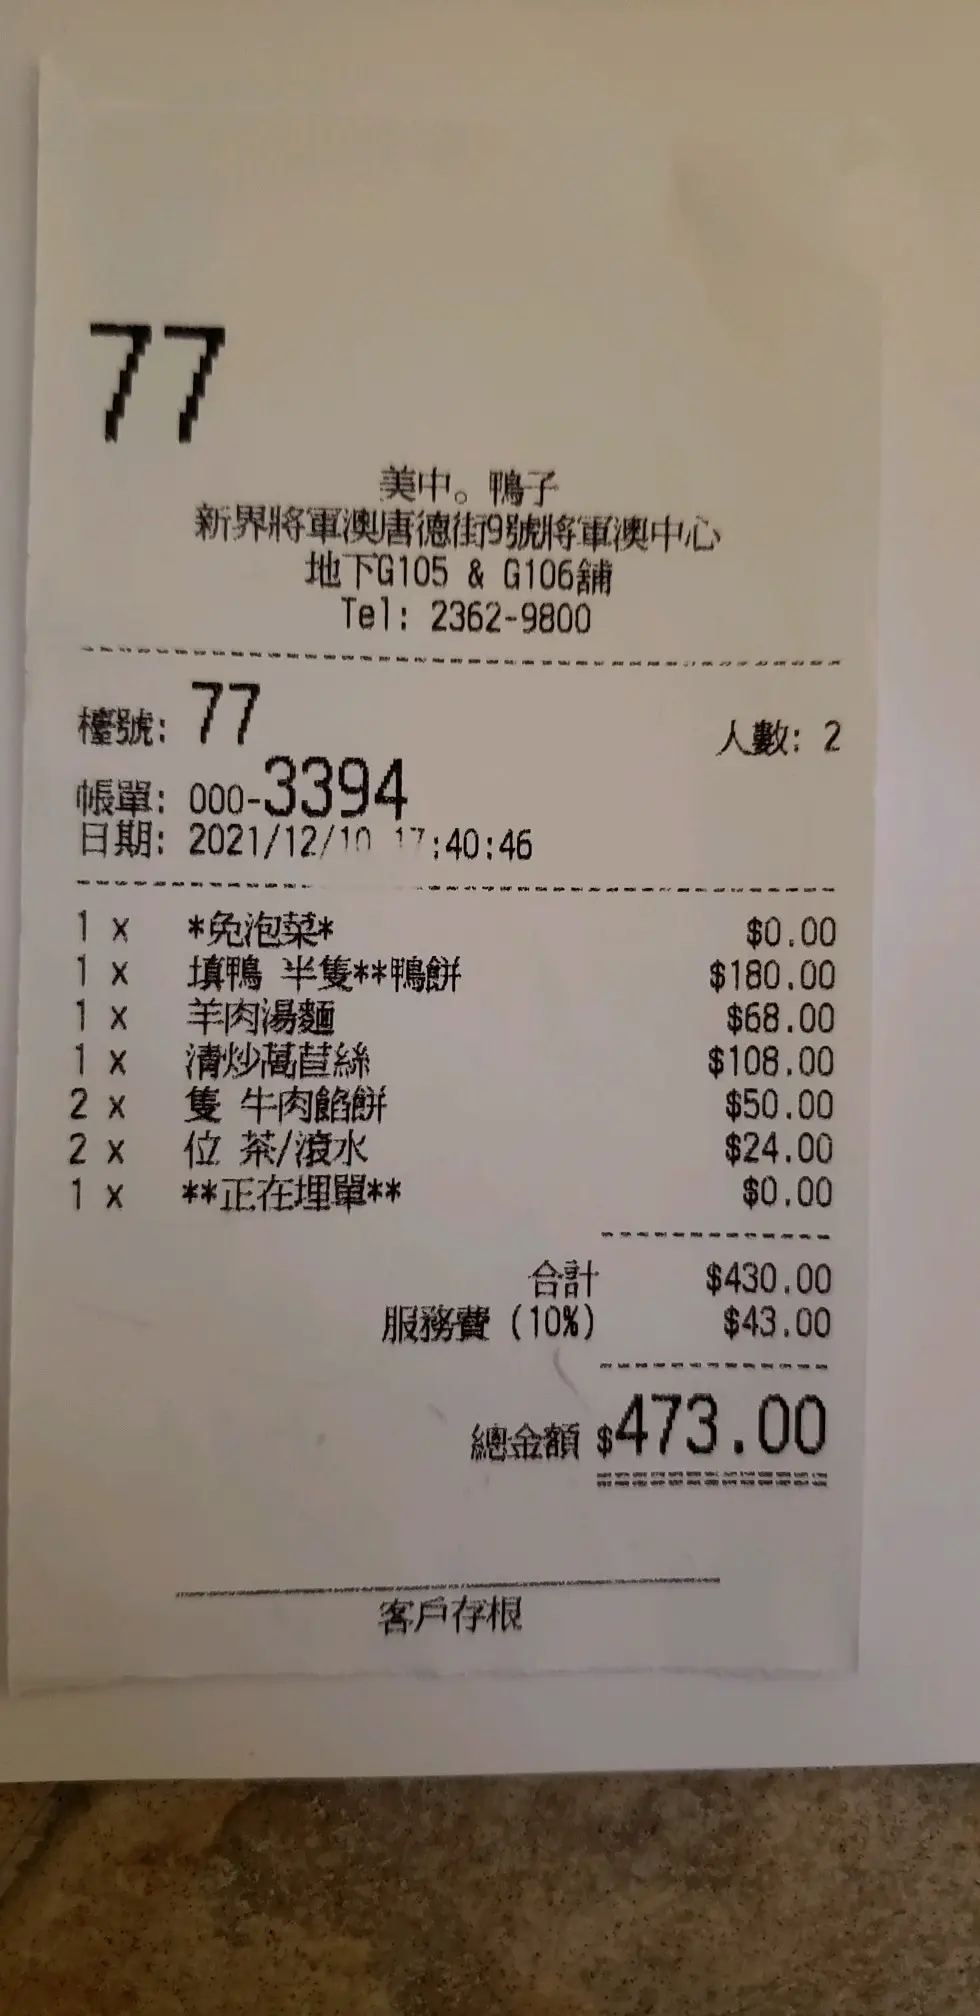 77
美中。鴨子
新界將軍澳唐德街9號將軍澳中心
地下G105 & G106舖
Tel: 2362-9800
檯號: 77 人數: 2
帳單: 000-3394
日期: 2021/12/10 17:40:46
1 x *免泡菜* $0.00
1 x 填鴨 半隻**鴨餅 $180.00
1 x 羊肉湯麵 $68.00
1 x 清炒萵苣絲 $108.00
2 x 隻 牛肉餡餅 $50.00
2 x 位 茶/滾水 $24.00
1 x **正在埋單** $0.00
合計 $430.00
服務費 (10%) $43.00
總金額 $473.00
客戶存根